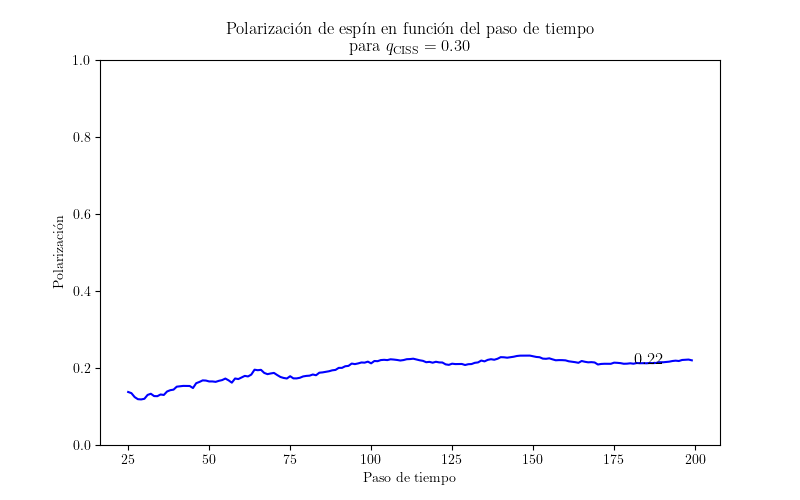 Polarización de espín en función del paso de tiempo
para q_CISS = 0.30
1.0
0.8
0.6
0.4
0.2
0.0
Polarización
0.22
25 50 75 100 125 150 175 200
Paso de tiempo